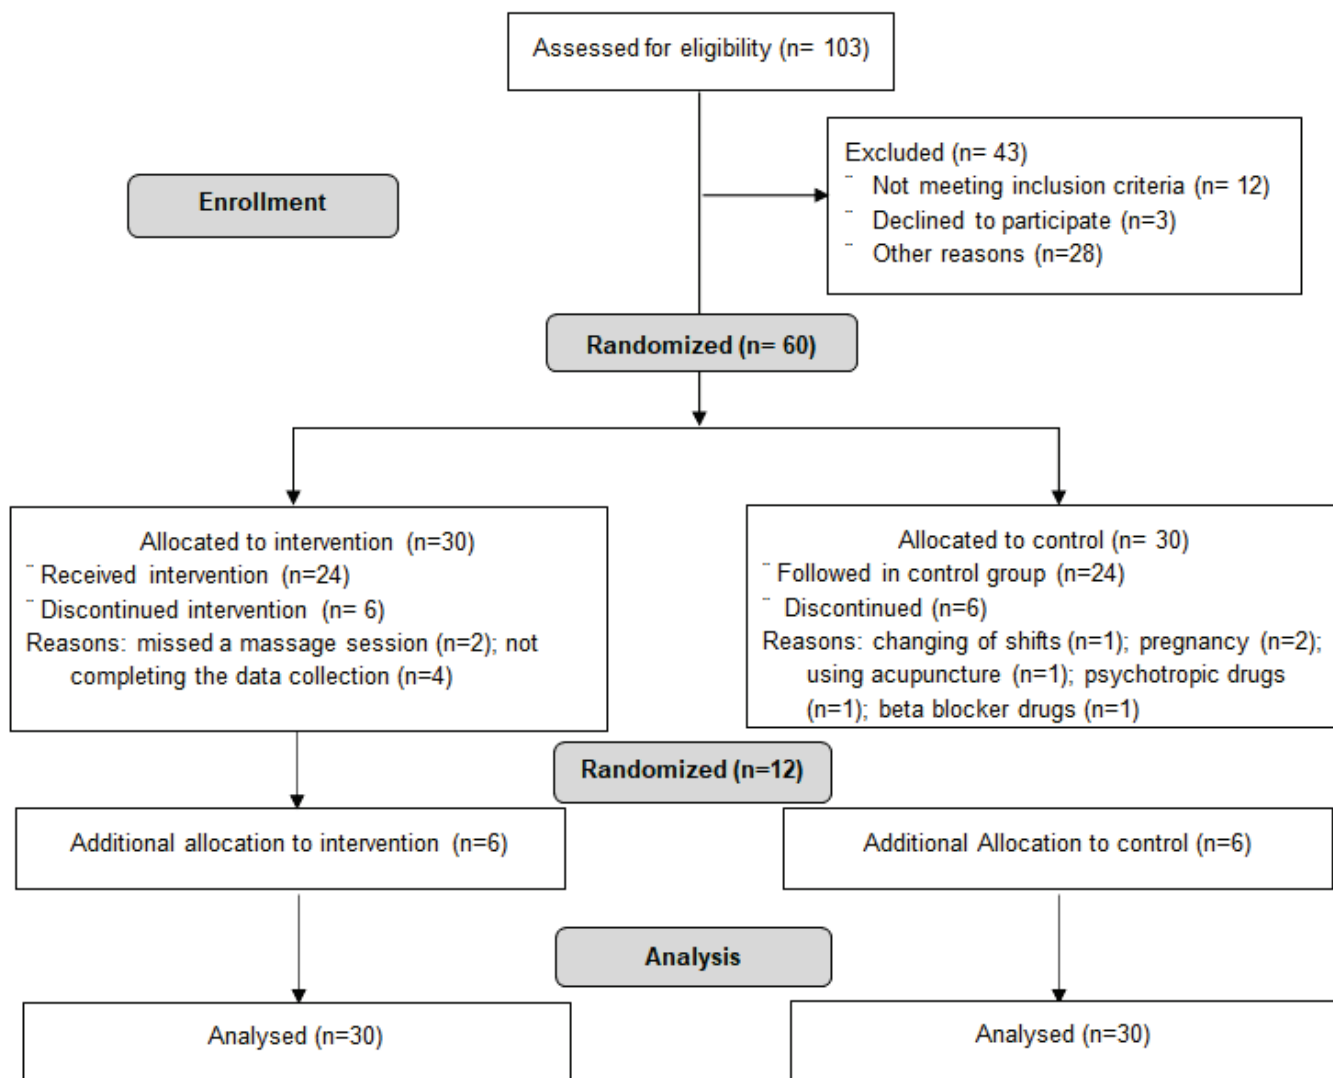 Assessed for eligibility (n= 103)
Excluded (n= 43)
¨ Not meeting inclusion criteria (n= 12)
¨ Declined to participate (n=3)
¨ Other reasons (n=28)
Enrollment
Randomized (n= 60)
Allocated to intervention (n=30)
¨ Received intervention (n=24)
¨ Discontinued intervention (n= 6)
Reasons: missed a massage session (n=2); not
completing the data collection (n=4)
Allocated to control (n= 30)
¨ Followed in control group (n=24)
¨ Discontinued (n=6)
Reasons: changing of shifts (n=1); pregnancy (n=2);
using acupuncture (n=1); psychotropic drugs
(n=1); beta blocker drugs (n=1)
Randomized (n=12)
Additional allocation to intervention (n=6)
Additional Allocation to control (n=6)
Analysis
Analysed (n=30)
Analysed (n=30)